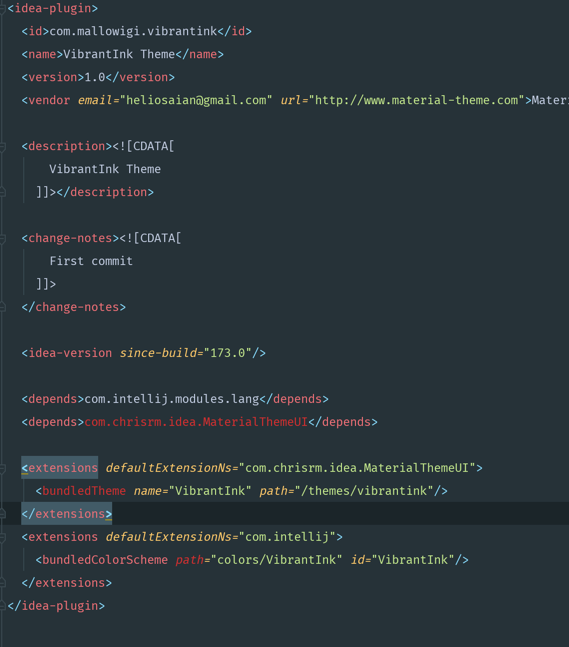 <idea-plugin>
<id>com.mallowigi.vibrantink</id>
<name>VibrantInk Theme</name>
<version>1.0</version>
<vendor email="heliosaian@gmail.com" url="http://www.material-theme.com">Mater
<description><![CDATA[
VibrantInk Theme
]]></description>
<change-notes><![CDATA[
First commit
]]>
</change-notes>
<idea-version since-build="173.0"/>
<depends>com.intellij.modules.lang</depends>
<depends>com.chrisrm.idea.MaterialThemeUI</depends>
<extensions defaultExtensionNs="com.chrisrm.idea.MaterialThemeUI">
<bundledTheme name="VibrantInk" path="/themes/vibrantink"/>
</extensions>
<extensions defaultExtensionNs="com.intellij">
<bundledColorScheme path="colors/VibrantInk" id="VibrantInk"/>
</extensions>
</idea-plugin>